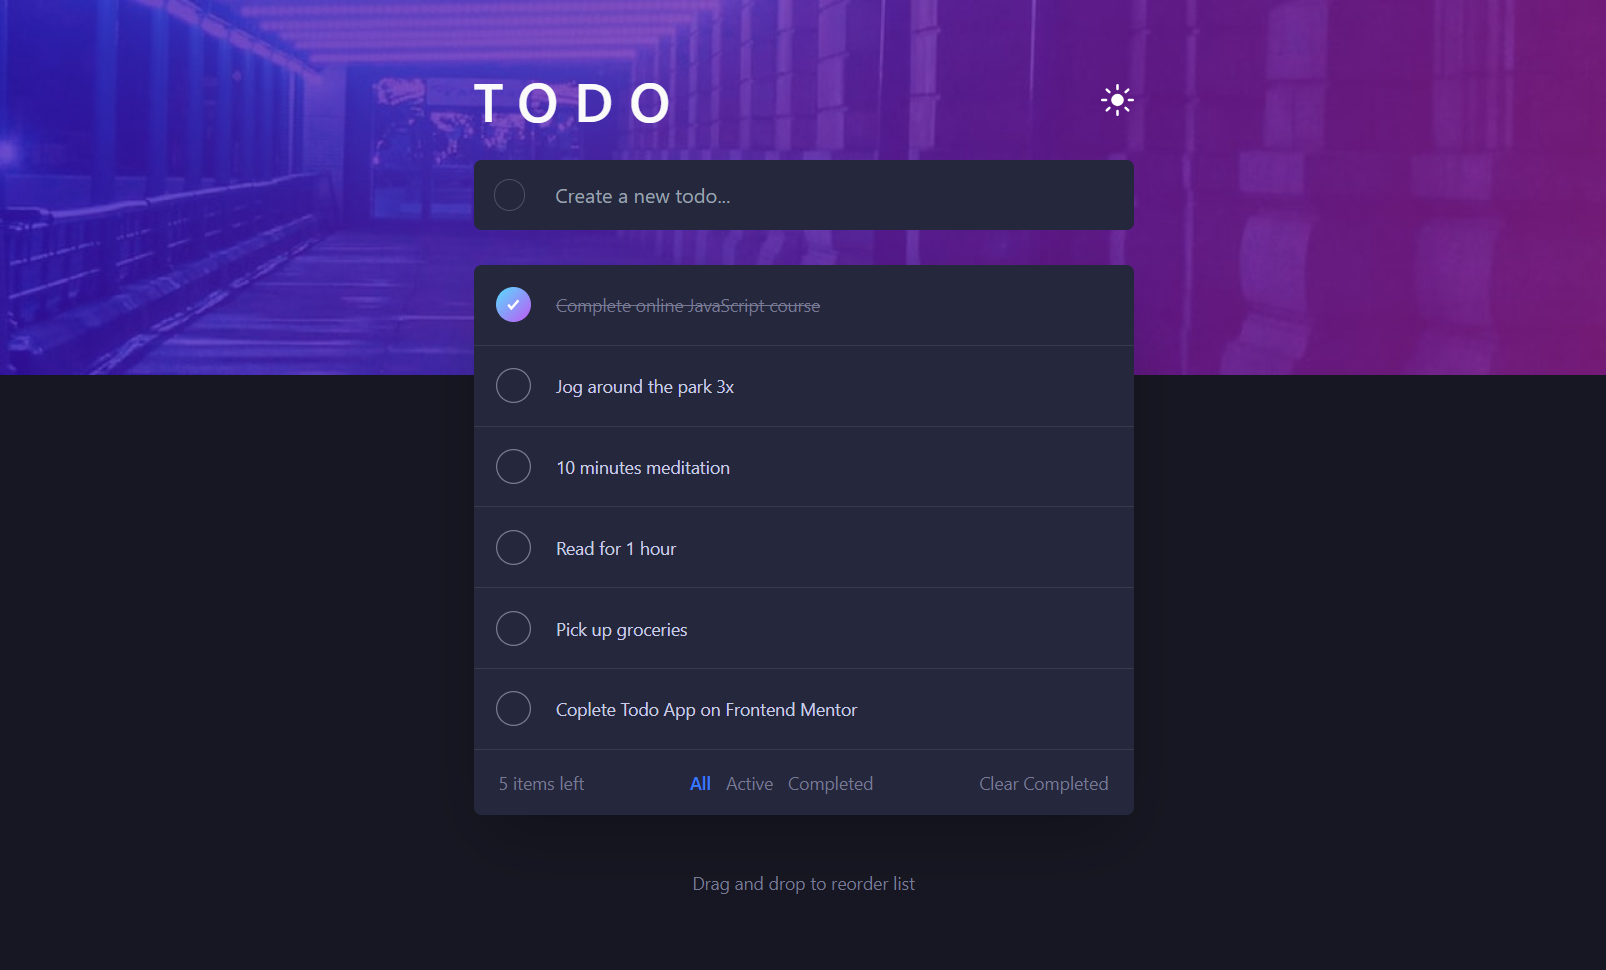 TODO
Create a new todo...
Complete online JavaScript course
Jog around the park 3x
10 minutes meditation
Read for 1 hour
Pick up groceries
Coplete Todo App on Frontend Mentor
5 items left All Active Completed Clear Completed
Drag and drop to reorder list